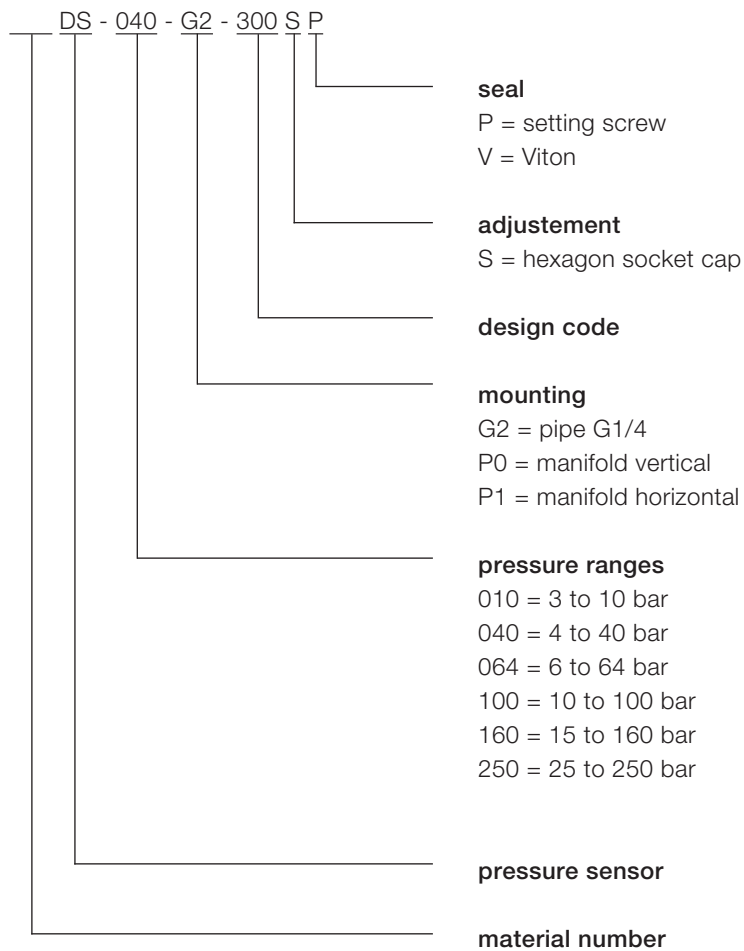 DS - 040 - G2 - 300 S P
seal
P = setting screw
V = Viton
adjustement
S = hexagon socket cap
design code
mounting
G2 = pipe G1/4
P0 = manifold vertical
P1 = manifold horizontal
pressure ranges
010 = 3 to 10 bar
040 = 4 to 40 bar
064 = 6 to 64 bar
100 = 10 to 100 bar
160 = 15 to 160 bar
250 = 25 to 250 bar
pressure sensor
material number